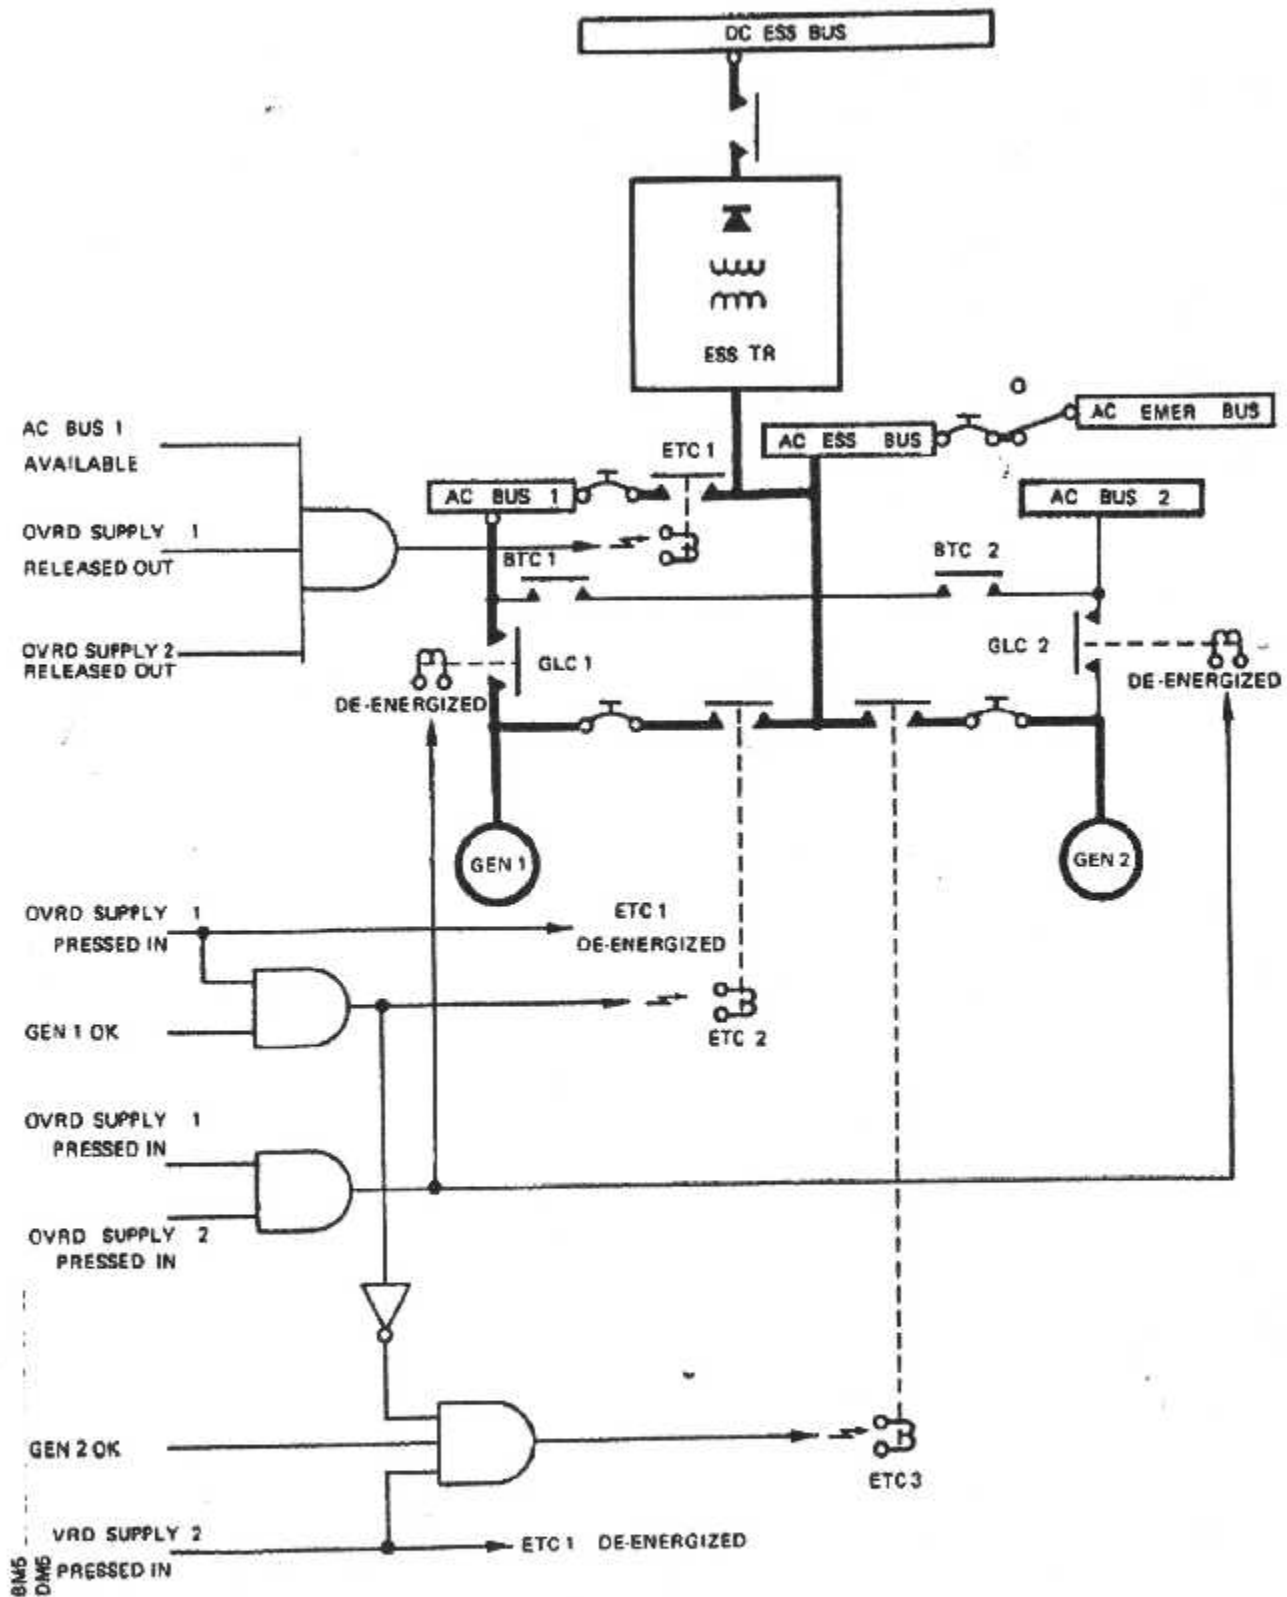 DC ESS BUS
ESS TR
AC EMER BUS
AC ESS BUS
ETC 1
AC BUS 1
AC BUS 2
AC BUS 1
AVAILABLE
OVRD SUPPLY 1
RELEASED OUT
OVRD SUPPLY 2
RELEASED OUT
BTC 1
BTC 2
GLC 1
GLC 2
DE-ENERGIZED
DE-ENERGIZED
GEN 1
GEN 2
OVRD SUPPLY 1
PRESSED IN
ETC 1
DE-ENERGIZED
GEN 1 OK
ETC 2
OVRD SUPPLY 1
PRESSED IN
OVRD SUPPLY 2
PRESSED IN
GEN 2 OK
ETC 3
VRD SUPPLY 2
PRESSED IN
ETC 1 DE-ENERGIZED
BM5
DM5